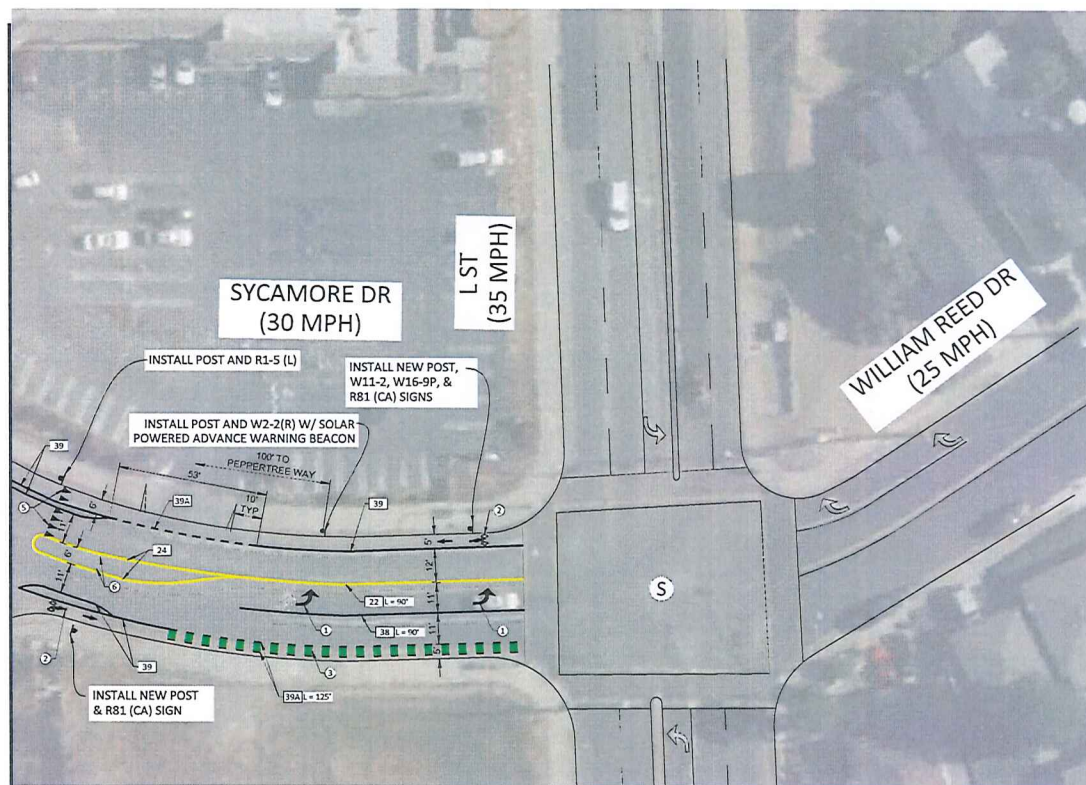 SYCAMORE DR
(30 MPH)
L ST
(35 MPH)
WILLIAM REED DR
(25 MPH)
INSTALL POST AND R1-5 (L)
INSTALL NEW POST,
W11-2, W16-9P, &
R81 (CA) SIGNS
INSTALL POST AND W2-2(R) W/ SOLAR
POWERED ADVANCE WARNING BEACON
100' TO
PEPPERTREE WAY
53'
10'
TYP
39
39A
39
2
5
6'
11'
6'
11'
24
6
5'
12'
11'
11'
5'
22 L = 90'
1
1
38 L = 90'
2
39
3
39A L = 125'
INSTALL NEW POST
& R81 (CA) SIGN
S